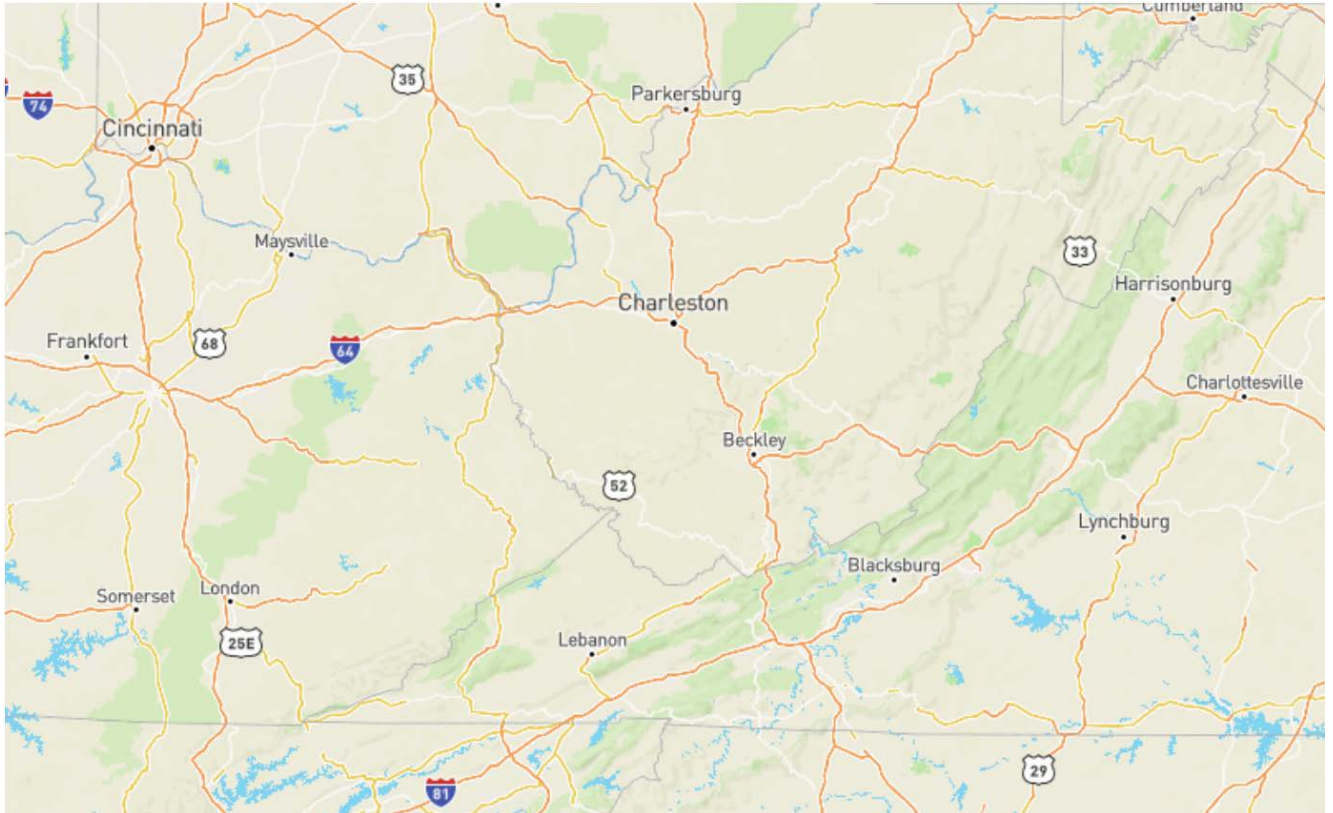 Cumberland
35
74
Parkersburg
Cincinnati
Maysville
33
Harrisonburg
Charleston
Frankfort
68
64
Charlottesville
Beckley
52
Lynchburg
Blacksburg
Somerset
London
25E
Lebanon
29
81